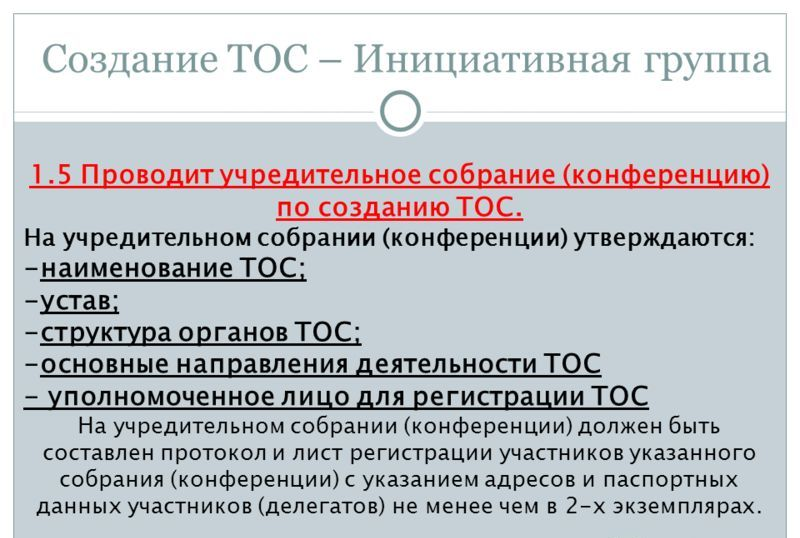 Создание ТОС – Инициативная группа
1.5 Проводит учредительное собрание (конференцию)
по созданию ТОС.
На учредительном собрании (конференции) утверждаются:
-наименование ТОС;
-устав;
-структура органов ТОС;
-основные направления деятельности ТОС
- уполномоченное лицо для регистрации ТОС
На учредительном собрании (конференции) должен быть
составлен протокол и лист регистрации участников указанного
собрания (конференции) с указанием адресов и паспортных
данных участников (делегатов) не менее чем в 2-х экземплярах.